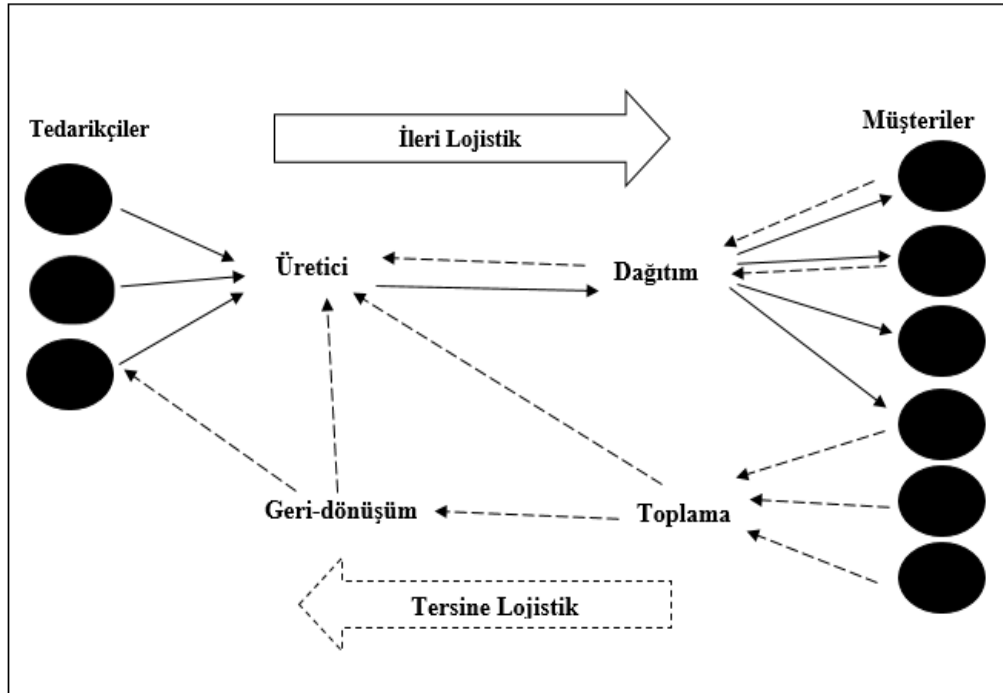 Tedarikçiler
İleri Lojistik
Müşteriler
Üretici
Dağıtım
Geri-dönüşüm
Toplama
Tersine Lojistik